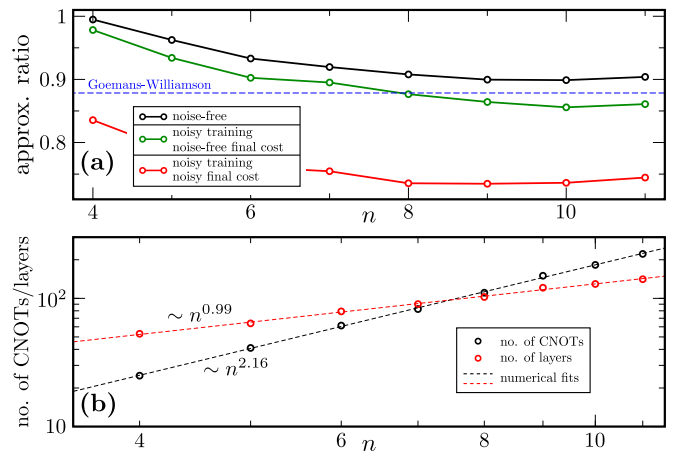 1
0.9
0.8
approx. ratio
Goemans-Williamson
noise-free
noisy training
noise-free final cost
noisy training
noisy final cost
(a)
4
6
8
10
n
10²
10
no. of CNOTs/layers
∼ n^0.99
∼ n^2.16
no. of CNOTs
no. of layers
numerical fits
(b)
4
6
8
10
n